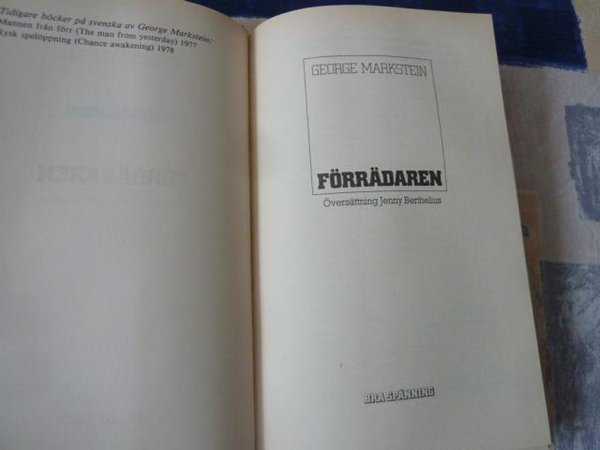 Tidigare böcker på svenska av George Markstein:
Mannen från förr (The man from yesterday) 1977
Rysk spelöppning (Chance awakening) 1978
GEORGE MARKSTEIN
FÖRRÄDAREN
Översättning Jenny Berthelius
BRA SPÄNNING